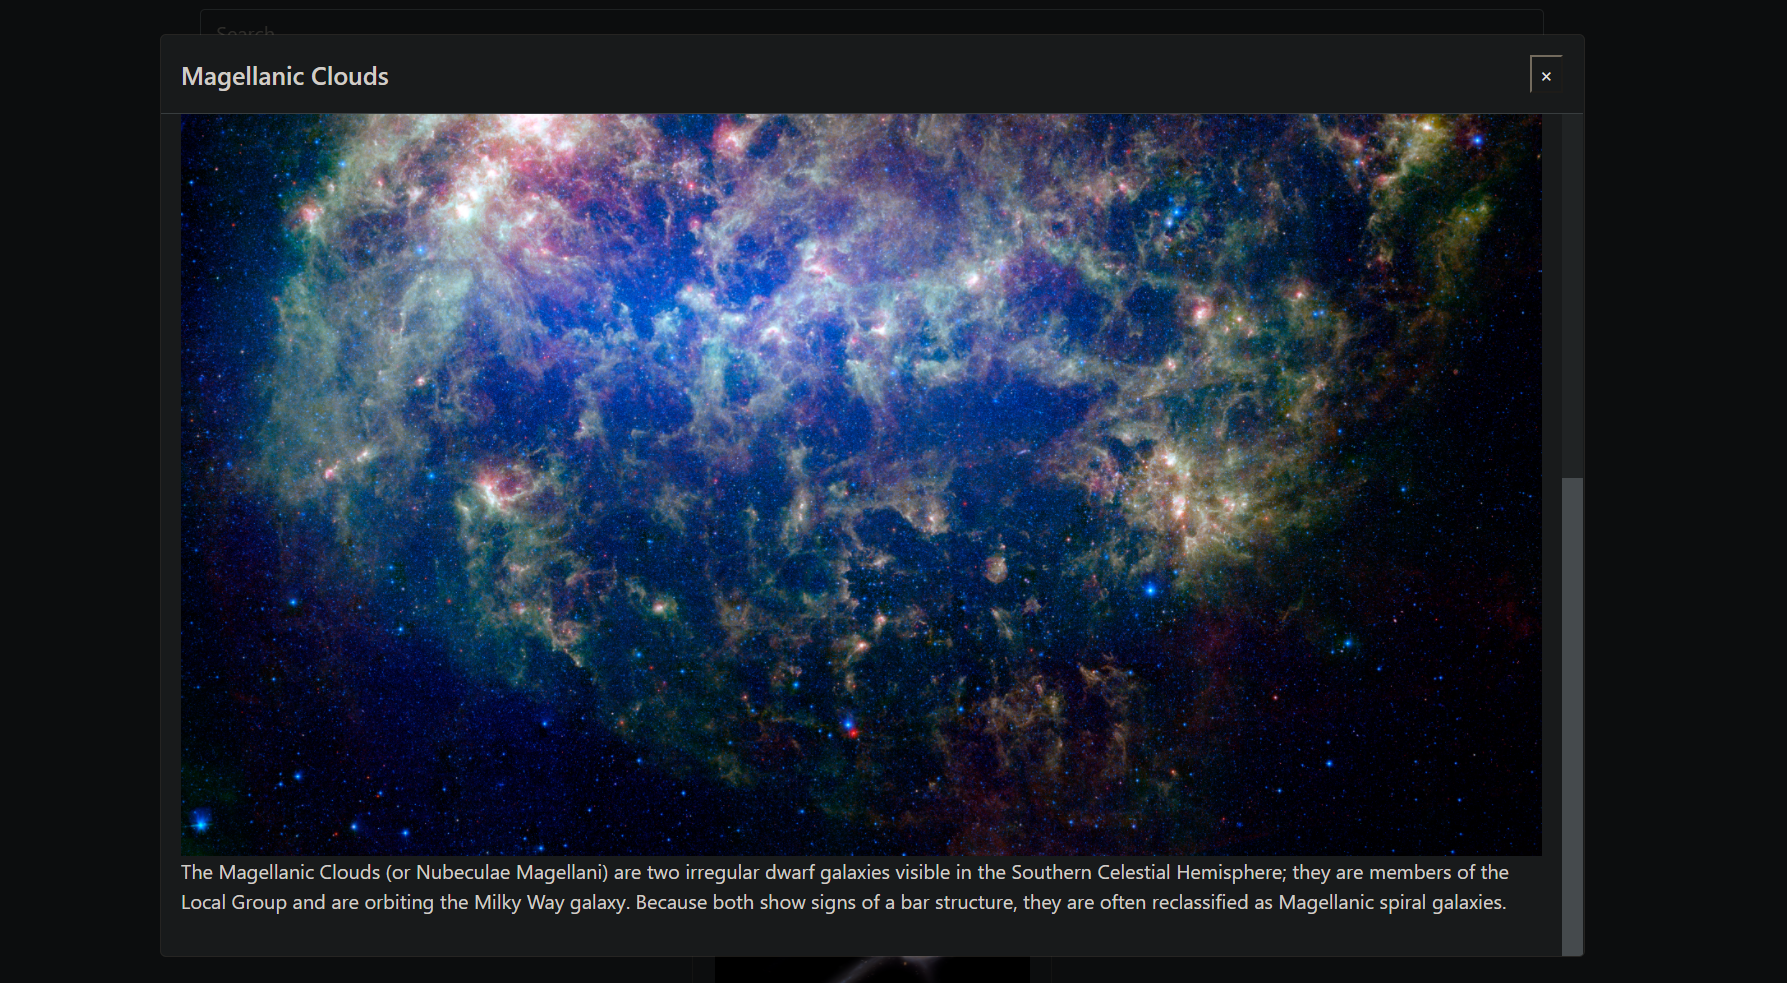 Search
Magellanic Clouds
×
The Magellanic Clouds (or Nubeculae Magellani) are two irregular dwarf galaxies visible in the Southern Celestial Hemisphere; they are members of the
Local Group and are orbiting the Milky Way galaxy. Because both show signs of a bar structure, they are often reclassified as Magellanic spiral galaxies.